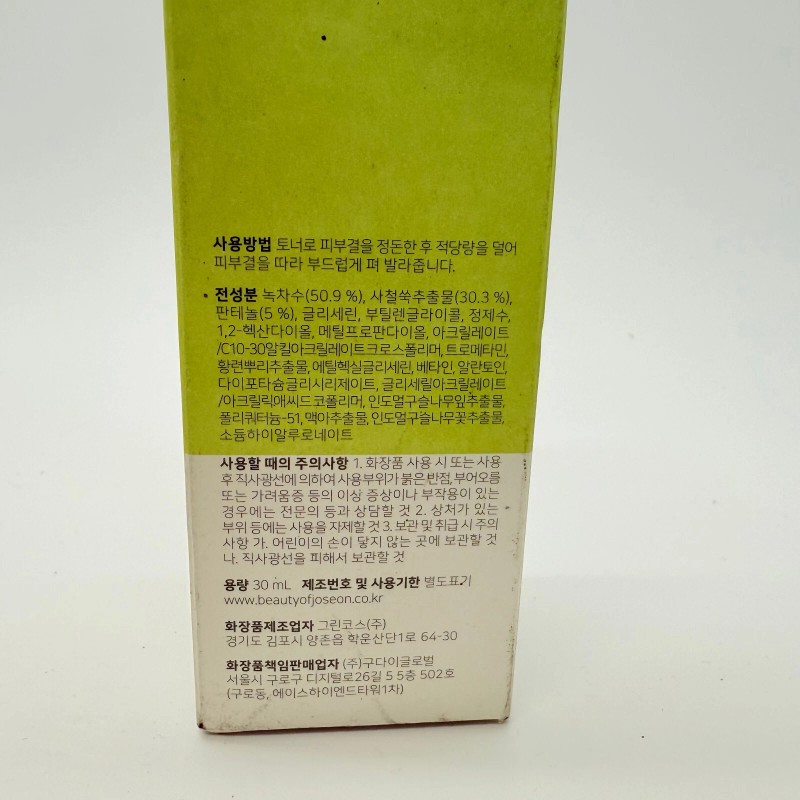 사용방법 토너로 피부결을 정돈한 후 적당량을 덜어
피부결을 따라 부드럽게 펴 발라줍니다.
• 전성분 녹차수(50.9 %), 사철쑥추출물(30.3 %),
판테놀(5 %), 글리세린, 부틸렌글라이콜, 정제수,
1,2-헥산다이올, 메틸프로판다이올, 아크릴레이트
/C10-30알킬아크릴레이트크로스폴리머, 트로메타민,
황련뿌리추출물, 에틸헥실글리세린, 베타인, 알란토인,
다이포타슘글리시리제이트, 글리세릴아크릴레이트
/아크릴릭애씨드코폴리머, 인도멀구슬나무잎추출물,
폴리쿼터늄-51, 맥아추출물, 인도멀구슬나무꽃추출물,
소듐하이알루로네이트
사용할 때의 주의사항 1. 화장품 사용 시 또는 사용
후 직사광선에 의하여 사용부위가 붉은 반점, 부어오름
또는 가려움증 등의 이상 증상이나 부작용이 있는
경우에는 전문의 등과 상담할 것 2. 상처가 있는
부위 등에는 사용을 자제할 것 3. 보관 및 취급 시 주의
사항 가. 어린이의 손이 닿지 않는 곳에 보관할 것
나. 직사광선을 피해서 보관할 것
용량 30 mL 제조번호 및 사용기한 별도표기
www.beautyofjoseon.co.kr
화장품제조업자 그린코스(주)
경기도 김포시 양촌읍 학운산단1로 64-30
화장품책임판매업자 (주)구다이글로벌
서울시 구로구 디지털로26길 5 5층 502호
(구로동, 에이스하이엔드타워1차)